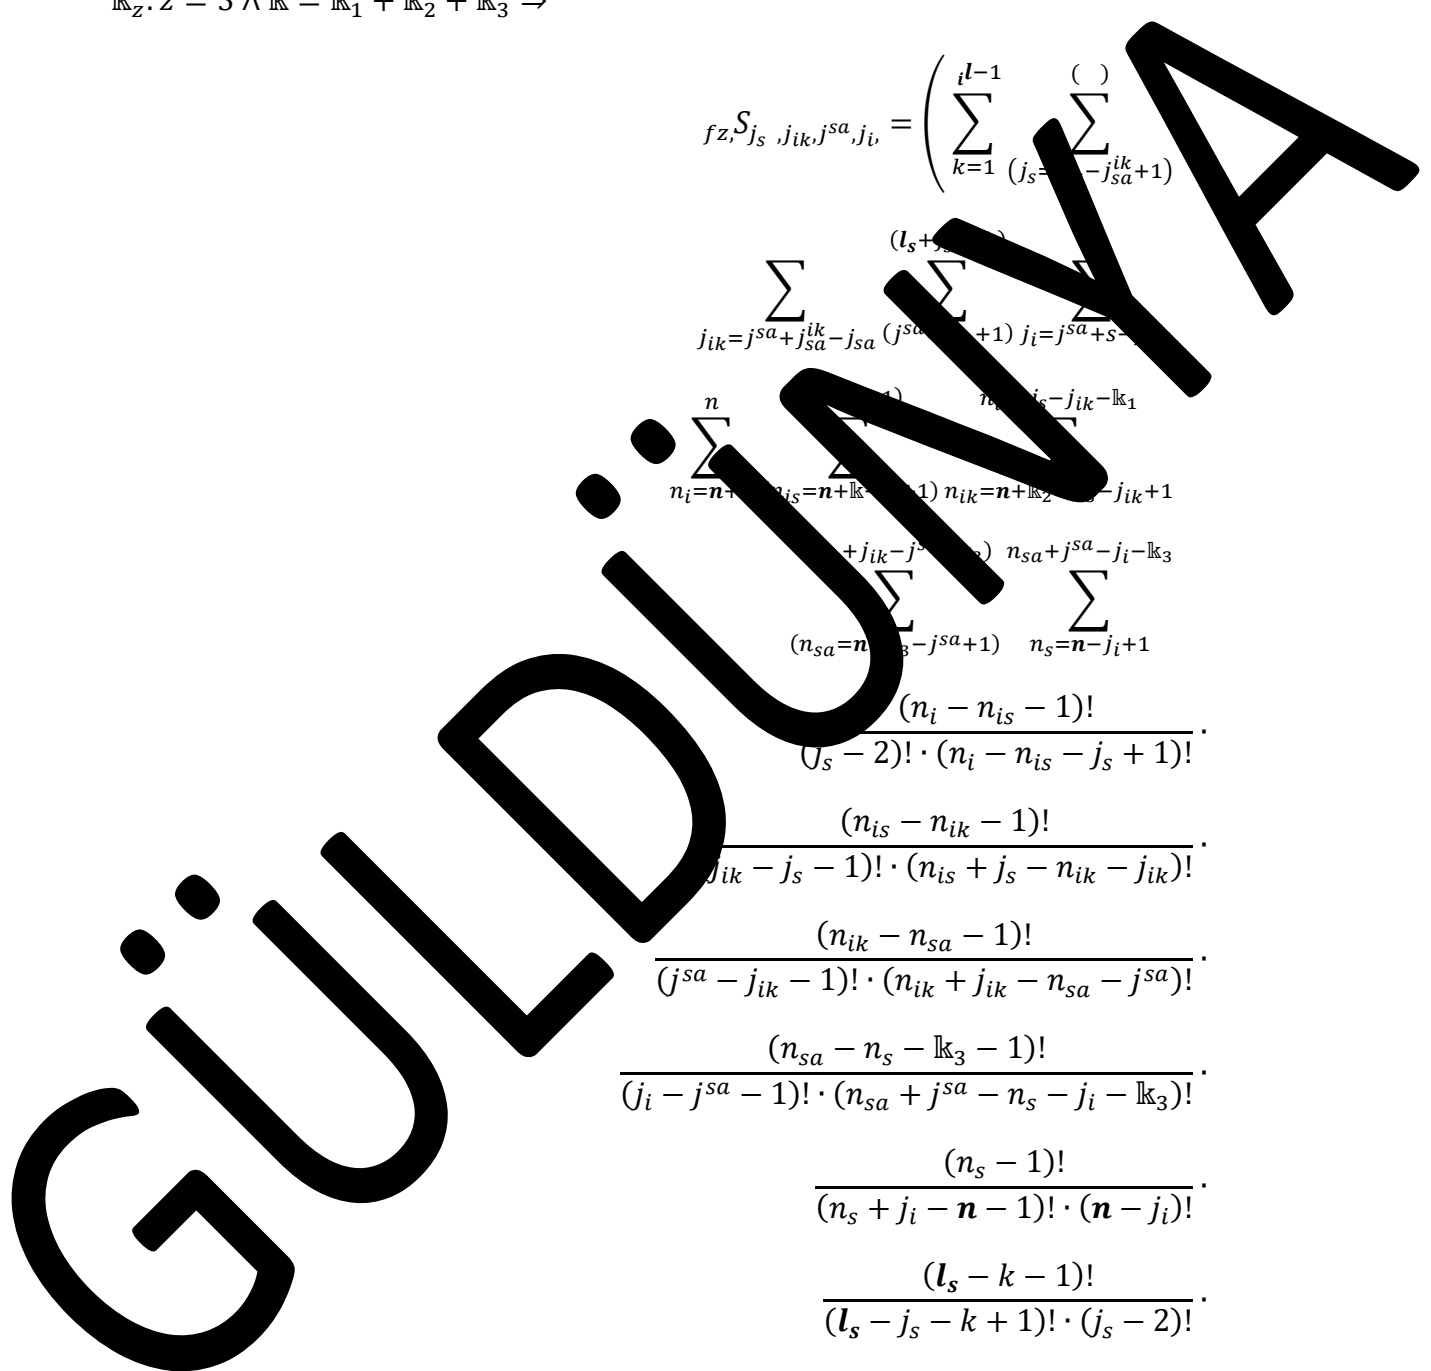 𝕜_z: z = 3 ∧ 𝕜 = 𝕜_1 + 𝕜_2 + 𝕜_3 ⇒
_{fz,}S_{j_s ,j_{ik},j^{sa},j_i,} = ( ∑_{k=1}^{_i l−1} ∑_{(j_s= −j_{sa}^{ik}+1)}^{( )}
∑_{j_{ik}=j^{sa}+j_{sa}^{ik}−j_{sa}} ∑_{(j^{sa} +1)}^{(l_s+ )} ∑_{j_i=j^{sa}+s−}
∑_{n_i=n+}^{n} ∑_{n_{is}=n+𝕜 +1)} ∑_{n_{ik}=n+𝕜_2 −j_{ik}+1}^{j_s−j_{ik}−𝕜_1}
∑_{(n_{sa}=n 𝕜_3−j^{sa}+1)}^{+j_{ik}−j )} ∑_{n_s=n−j_i+1}^{n_{sa}+j^{sa}−j_i−𝕜_3}
(n_i − n_{is} − 1)!
(j_s − 2)! · (n_i − n_{is} − j_s + 1)! ·
(n_{is} − n_{ik} − 1)!
j_{ik} − j_s − 1)! · (n_{is} + j_s − n_{ik} − j_{ik})! ·
(n_{ik} − n_{sa} − 1)!
(j^{sa} − j_{ik} − 1)! · (n_{ik} + j_{ik} − n_{sa} − j^{sa})! ·
(n_{sa} − n_s − 𝕜_3 − 1)!
(j_i − j^{sa} − 1)! · (n_{sa} + j^{sa} − n_s − j_i − 𝕜_3)! ·
(n_s − 1)!
(n_s + j_i − n − 1)! · (n − j_i)! ·
(l_s − k − 1)!
(l_s − j_s − k + 1)! · (j_s − 2)! ·
GÜLDÜNYA